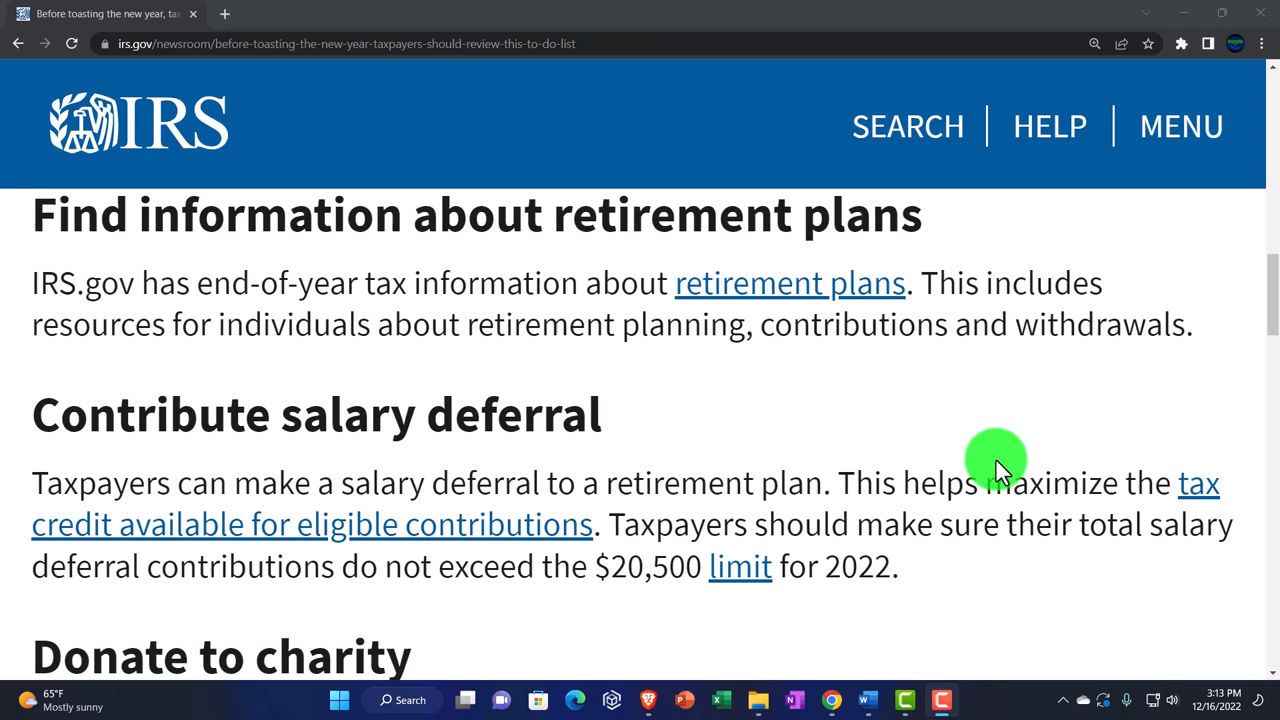 Before toasting the new year, tax
irs.gov/newsroom/before-toasting-the-new-year-taxpayers-should-review-this-to-do-list
IRS
SEARCH
HELP
MENU
Find information about retirement plans
IRS.gov has end-of-year tax information about retirement plans. This includes
resources for individuals about retirement planning, contributions and withdrawals.
Contribute salary deferral
Taxpayers can make a salary deferral to a retirement plan. This helps maximize the tax
credit available for eligible contributions. Taxpayers should make sure their total salary
deferral contributions do not exceed the $20,500 limit for 2022.
Donate to charity
65°F
Mostly sunny
Search
3:13 PM
12/16/2022